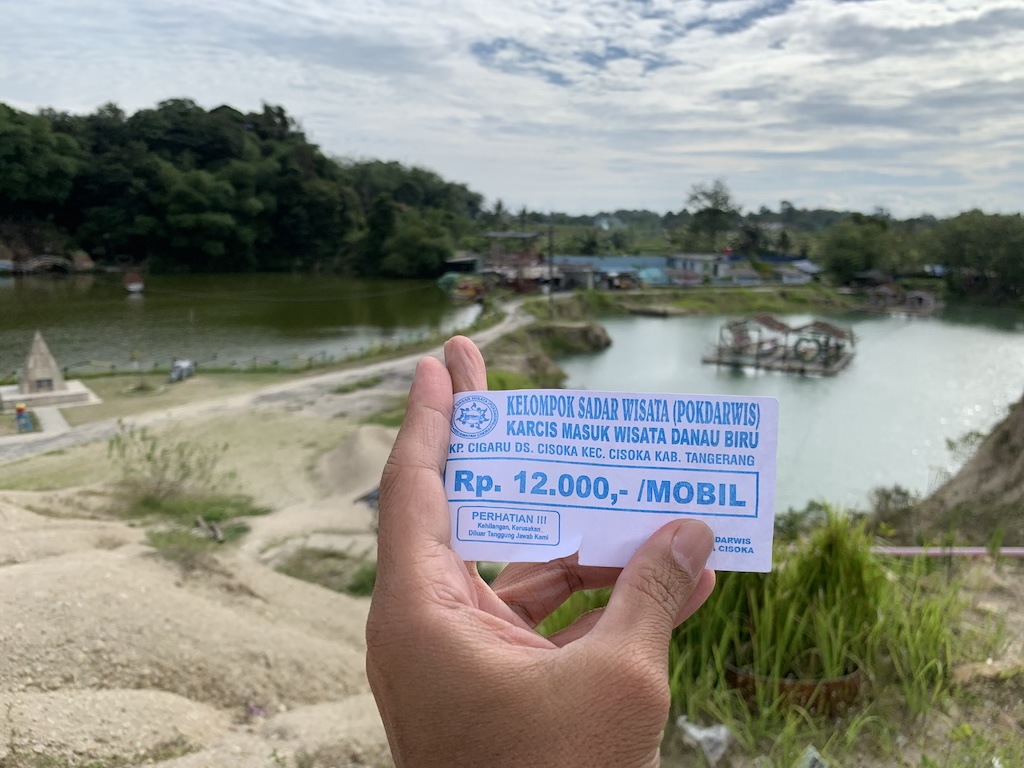 KELOMPOK SADAR WISATA (POKDARWIS)
KARCIS MASUK WISATA DANAU BIRU
KP. CIGARU DS. CISOKA KEC. CISOKA KAB. TANGERANG
Rp. 12.000,- /MOBIL
PERHATIAN !!!
Kehilangan, Kerusakan
Diluar Tanggung Jawab Kami
DARWIS
CISOKA